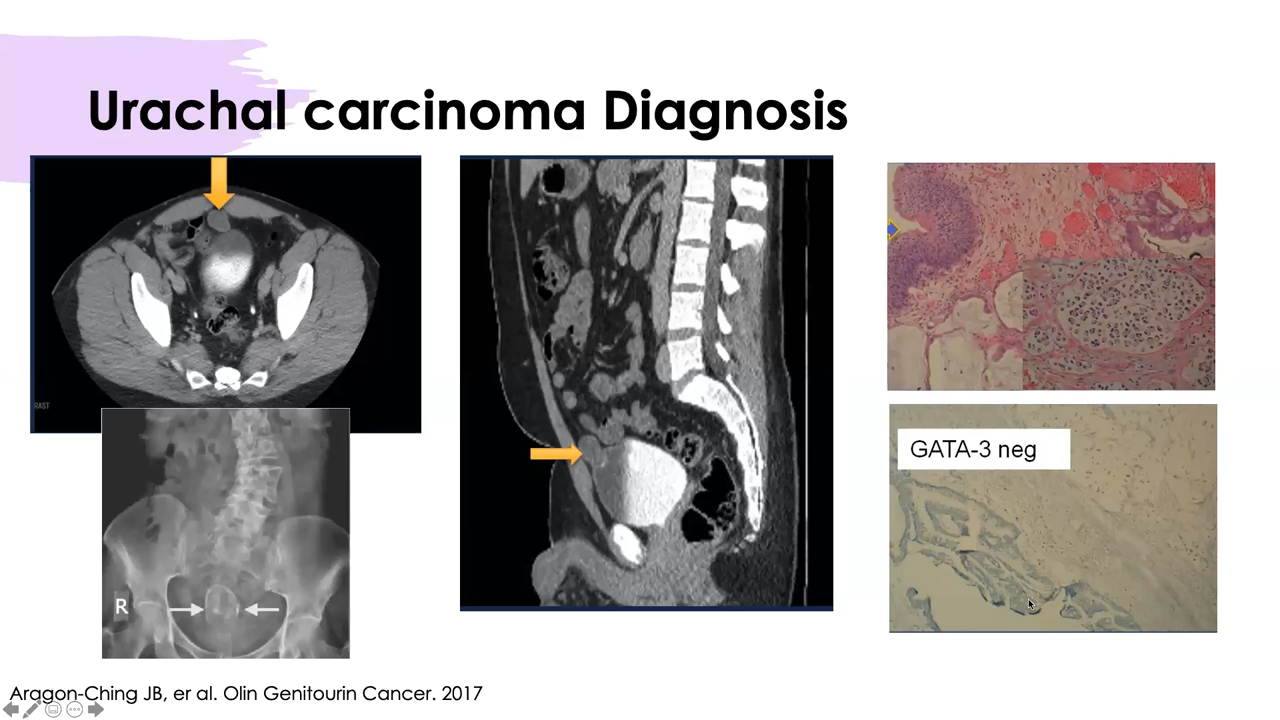 Urachal carcinoma Diagnosis
RAST
R
GATA-3 neg
Aragon-Ching JB, er al. Olin Genitourin Cancer. 2017